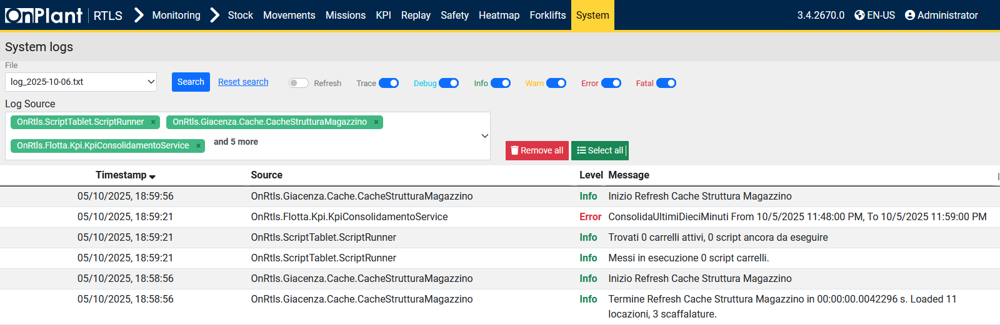 OnPlant RTLS Monitoring Stock Movements Missions KPI Replay Safety Heatmap Forklifts System 3.4.2670.0 EN-US Administrator
System logs
File
log_2025-10-06.txt Search Reset search Refresh Trace Debug Info Warn Error Fatal
Log Source
OnRtls.ScriptTablet.ScriptRunner × OnRtls.Giacenza.Cache.CacheStrutturaMagazzino ×
OnRtls.Flotta.Kpi.KpiConsolidamentoService × and 5 more
Remove all Select all
Timestamp Source Level Message
05/10/2025, 18:59:56 OnRtls.Giacenza.Cache.CacheStrutturaMagazzino Info Inizio Refresh Cache Struttura Magazzino
05/10/2025, 18:59:21 OnRtls.Flotta.Kpi.KpiConsolidamentoService Error ConsolidaUltimiDieciMinuti From 10/5/2025 11:48:00 PM, To 10/5/2025 11:59:00 PM
05/10/2025, 18:59:21 OnRtls.ScriptTablet.ScriptRunner Info Trovati 0 carrelli attivi, 0 script ancora da eseguire
05/10/2025, 18:59:21 OnRtls.ScriptTablet.ScriptRunner Info Messi in esecuzione 0 script carrelli.
05/10/2025, 18:58:56 OnRtls.Giacenza.Cache.CacheStrutturaMagazzino Info Inizio Refresh Cache Struttura Magazzino
05/10/2025, 18:58:56 OnRtls.Giacenza.Cache.CacheStrutturaMagazzino Info Termine Refresh Cache Struttura Magazzino in 00:00:00.0042296 s. Loaded 11
locazioni, 3 scaffalature.